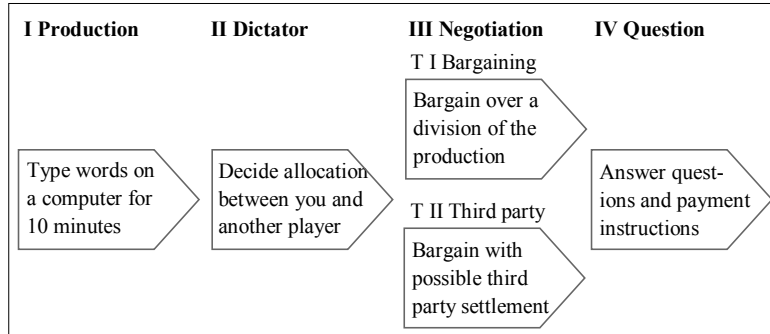 I Production
II Dictator
III Negotiation
IV Question
T I Bargaining
Bargain over a
division of the
production
Type words on
a computer for
10 minutes
Decide allocation
between you and
another player
T II Third party
Bargain with
possible third
party settlement
Answer quest-
ions and payment
instructions